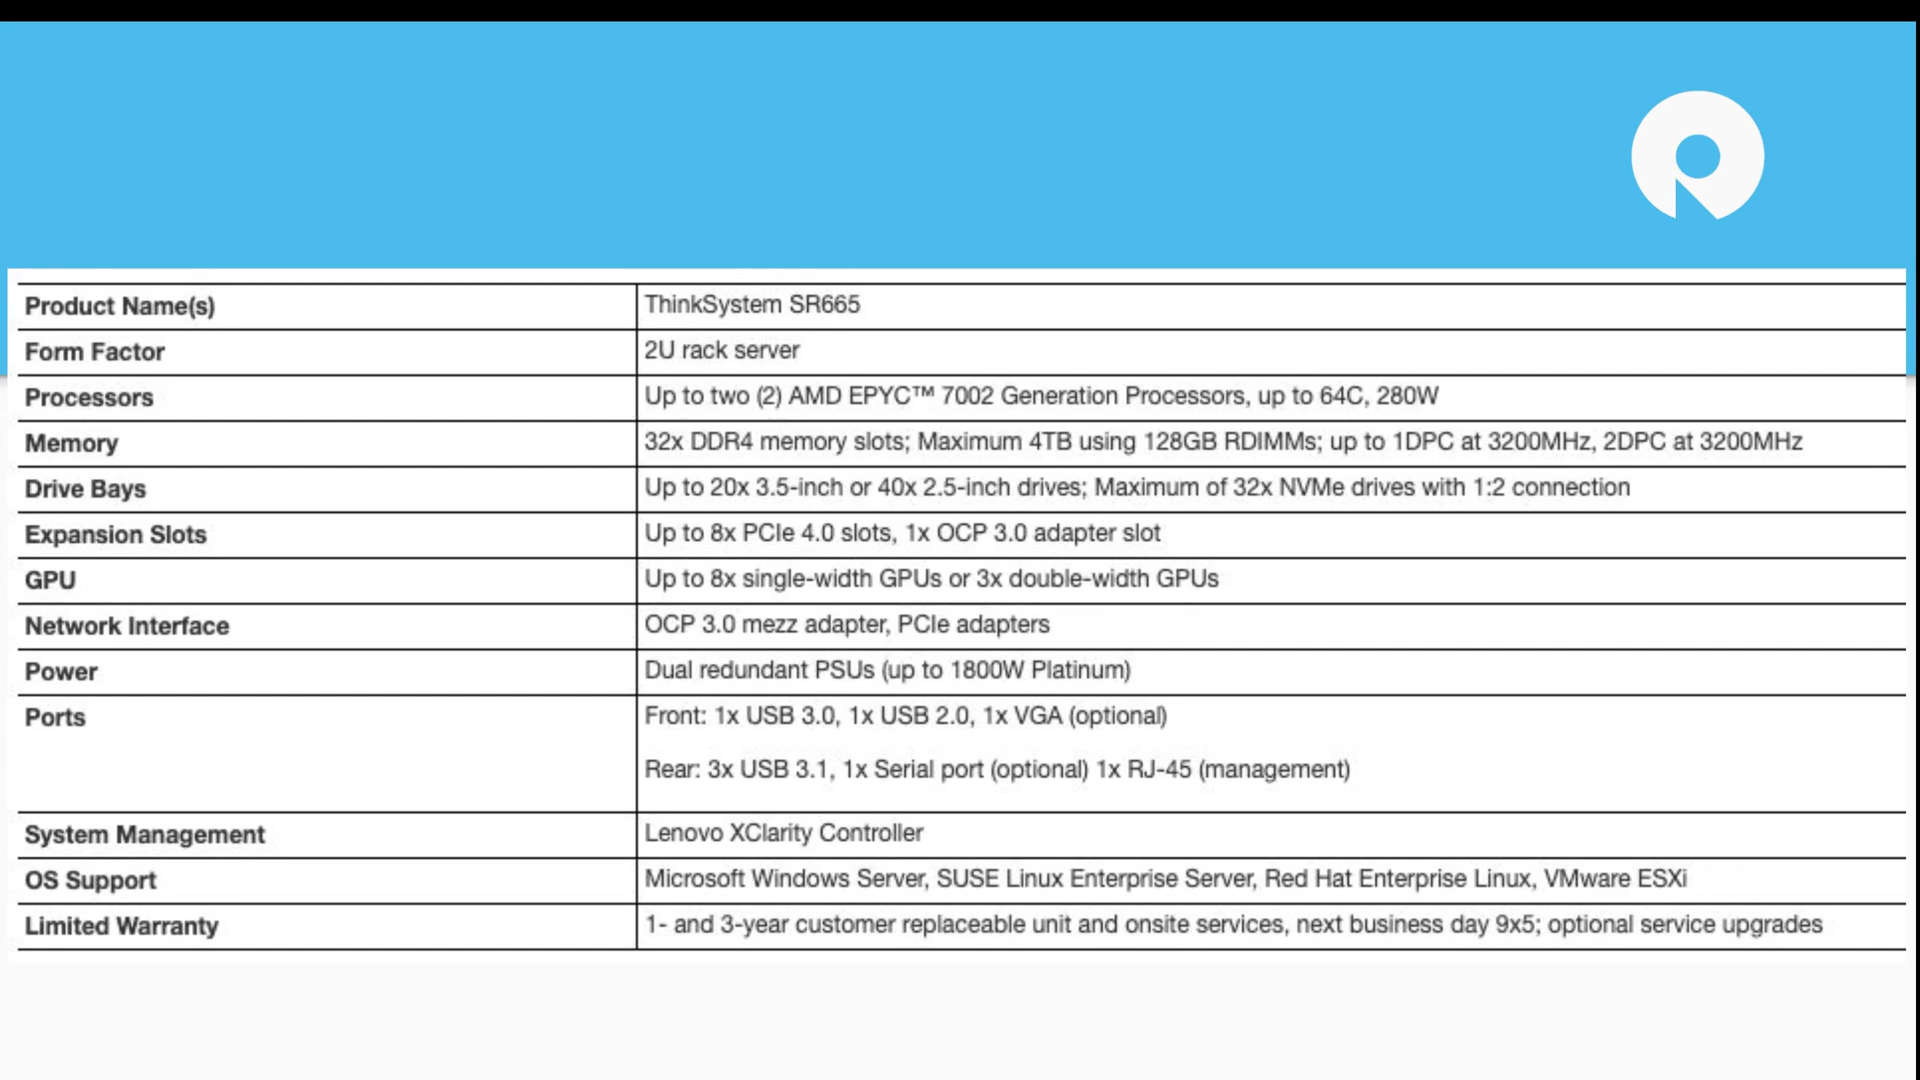 Product Name(s) ThinkSystem SR665
Form Factor 2U rack server
Processors Up to two (2) AMD EPYC™ 7002 Generation Processors, up to 64C, 280W
Memory 32x DDR4 memory slots; Maximum 4TB using 128GB RDIMMs; up to 1DPC at 3200MHz, 2DPC at 3200MHz
Drive Bays Up to 20x 3.5-inch or 40x 2.5-inch drives; Maximum of 32x NVMe drives with 1:2 connection
Expansion Slots Up to 8x PCIe 4.0 slots, 1x OCP 3.0 adapter slot
GPU Up to 8x single-width GPUs or 3x double-width GPUs
Network Interface OCP 3.0 mezz adapter, PCIe adapters
Power Dual redundant PSUs (up to 1800W Platinum)
Ports Front: 1x USB 3.0, 1x USB 2.0, 1x VGA (optional)
Rear: 3x USB 3.1, 1x Serial port (optional) 1x RJ-45 (management)
System Management Lenovo XClarity Controller
OS Support Microsoft Windows Server, SUSE Linux Enterprise Server, Red Hat Enterprise Linux, VMware ESXi
Limited Warranty 1- and 3-year customer replaceable unit and onsite services, next business day 9x5; optional service upgrades